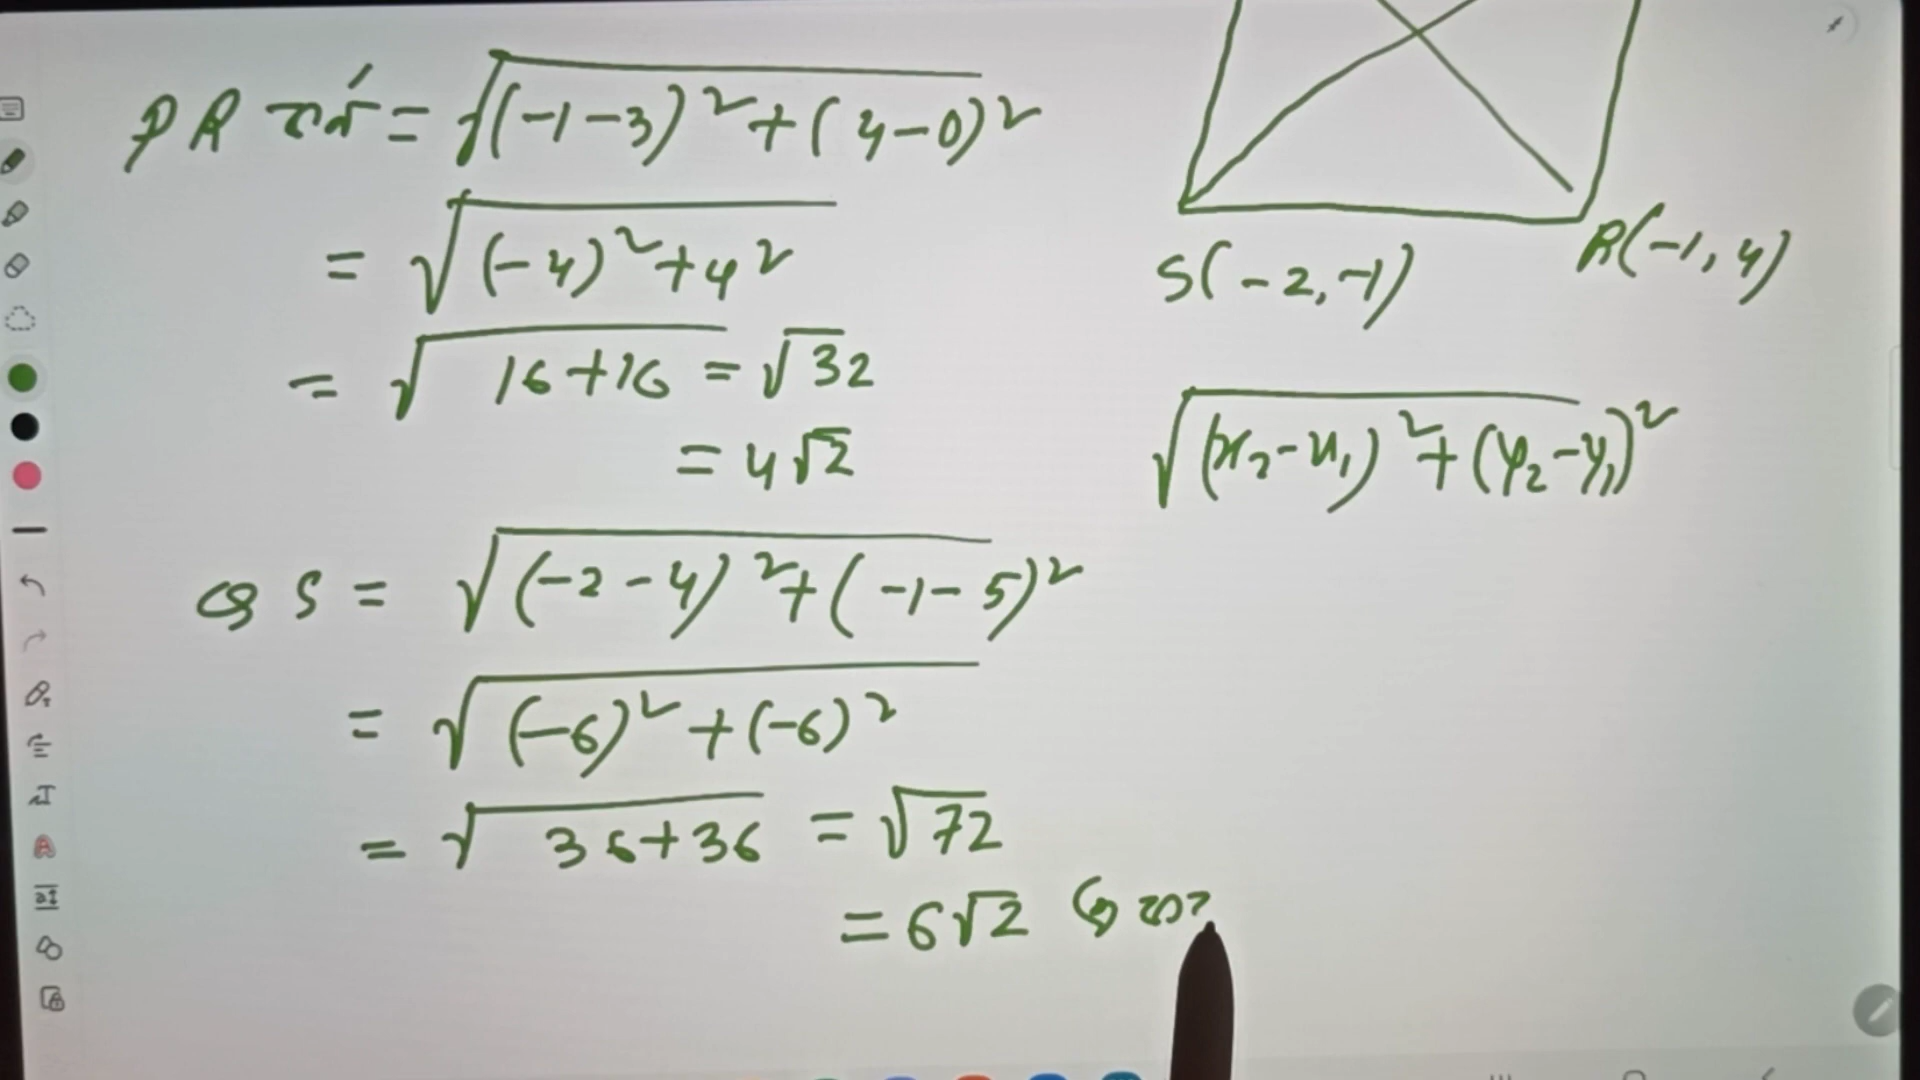 PR কর্ণ = √(-1-3)² + (4-0)²
= √(-4)² + 4²
= √16+16 = √32
= 4√2
QS = √(-2-4)² + (-1-5)²
= √(-6)² + (-6)²
= √36+36 = √72
= 6√2
S(-2,-1)
R(-1, 4)
√(x₂-x₁)² + (y₂-y₁)²